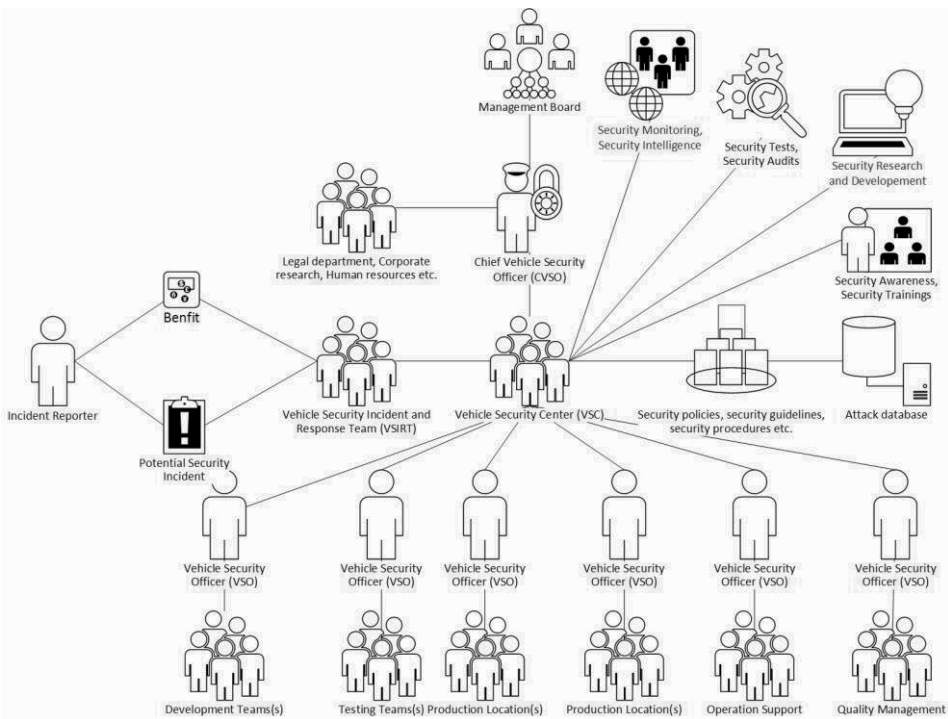 Management Board
Security Monitoring,
Security Intelligence
Security Tests,
Security Audits
Security Research
and Developement
Legal department, Corporate
research, Human resources etc.
Chief Vehicle Security
Officer (CVSO)
Security Awareness,
Security Trainings
Benfit
Incident Reporter
Vehicle Security Incident and
Response Team (VSIRT)
Vehicle Security Center (VSC)
Security policies, security guidelines,
security procedures etc.
Attack database
Potential Security
Incident
Vehicle Security
Officer (VSO)
Vehicle Security
Officer (VSO)
Vehicle Security
Officer (VSO)
Vehicle Security
Officer (VSO)
Vehicle Security
Officer (VSO)
Vehicle Security
Officer (VSO)
Development Teams(s)
Testing Teams(s)
Production Location(s)
Production Location(s)
Operation Support
Quality Management